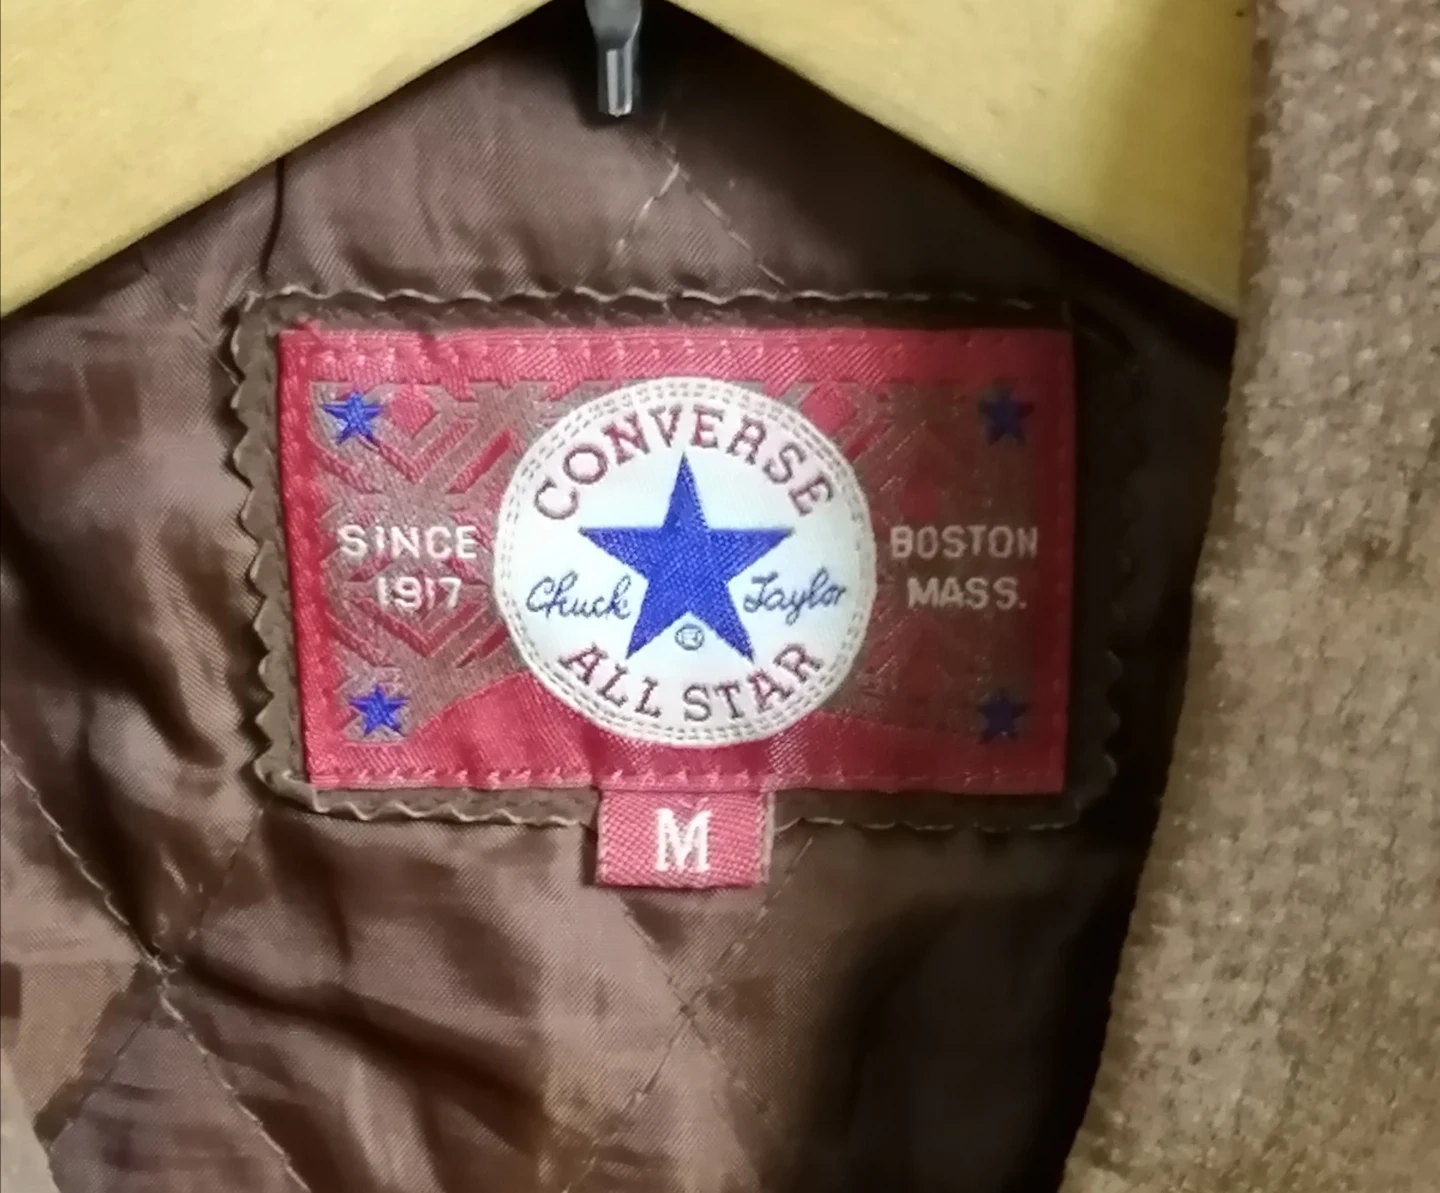 CONVERSE
SINCE
1917
Chuck Taylor
®
BOSTON
MASS.
ALL STAR
M